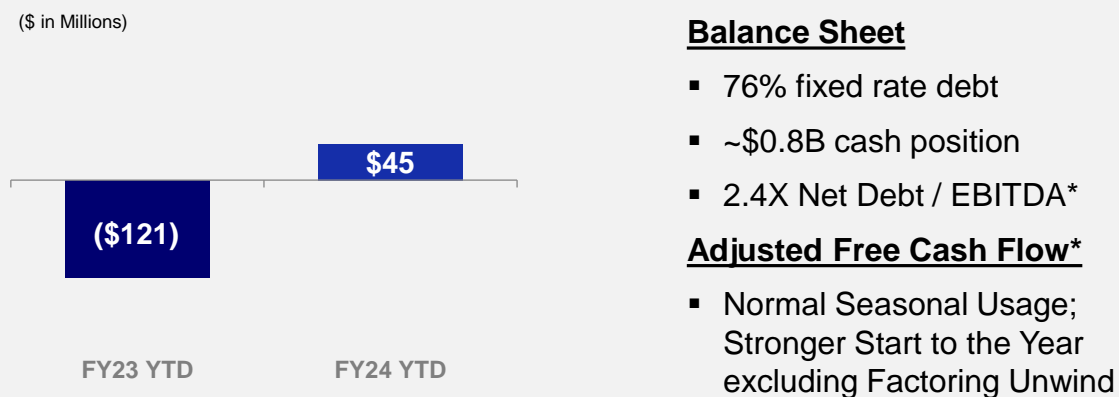 ($ in Millions)
$45
($121)
FY23 YTD
FY24 YTD
Balance Sheet
▪ 76% fixed rate debt
▪ ~$0.8B cash position
▪ 2.4X Net Debt / EBITDA*
Adjusted Free Cash Flow*
▪ Normal Seasonal Usage;
Stronger Start to the Year
excluding Factoring Unwind